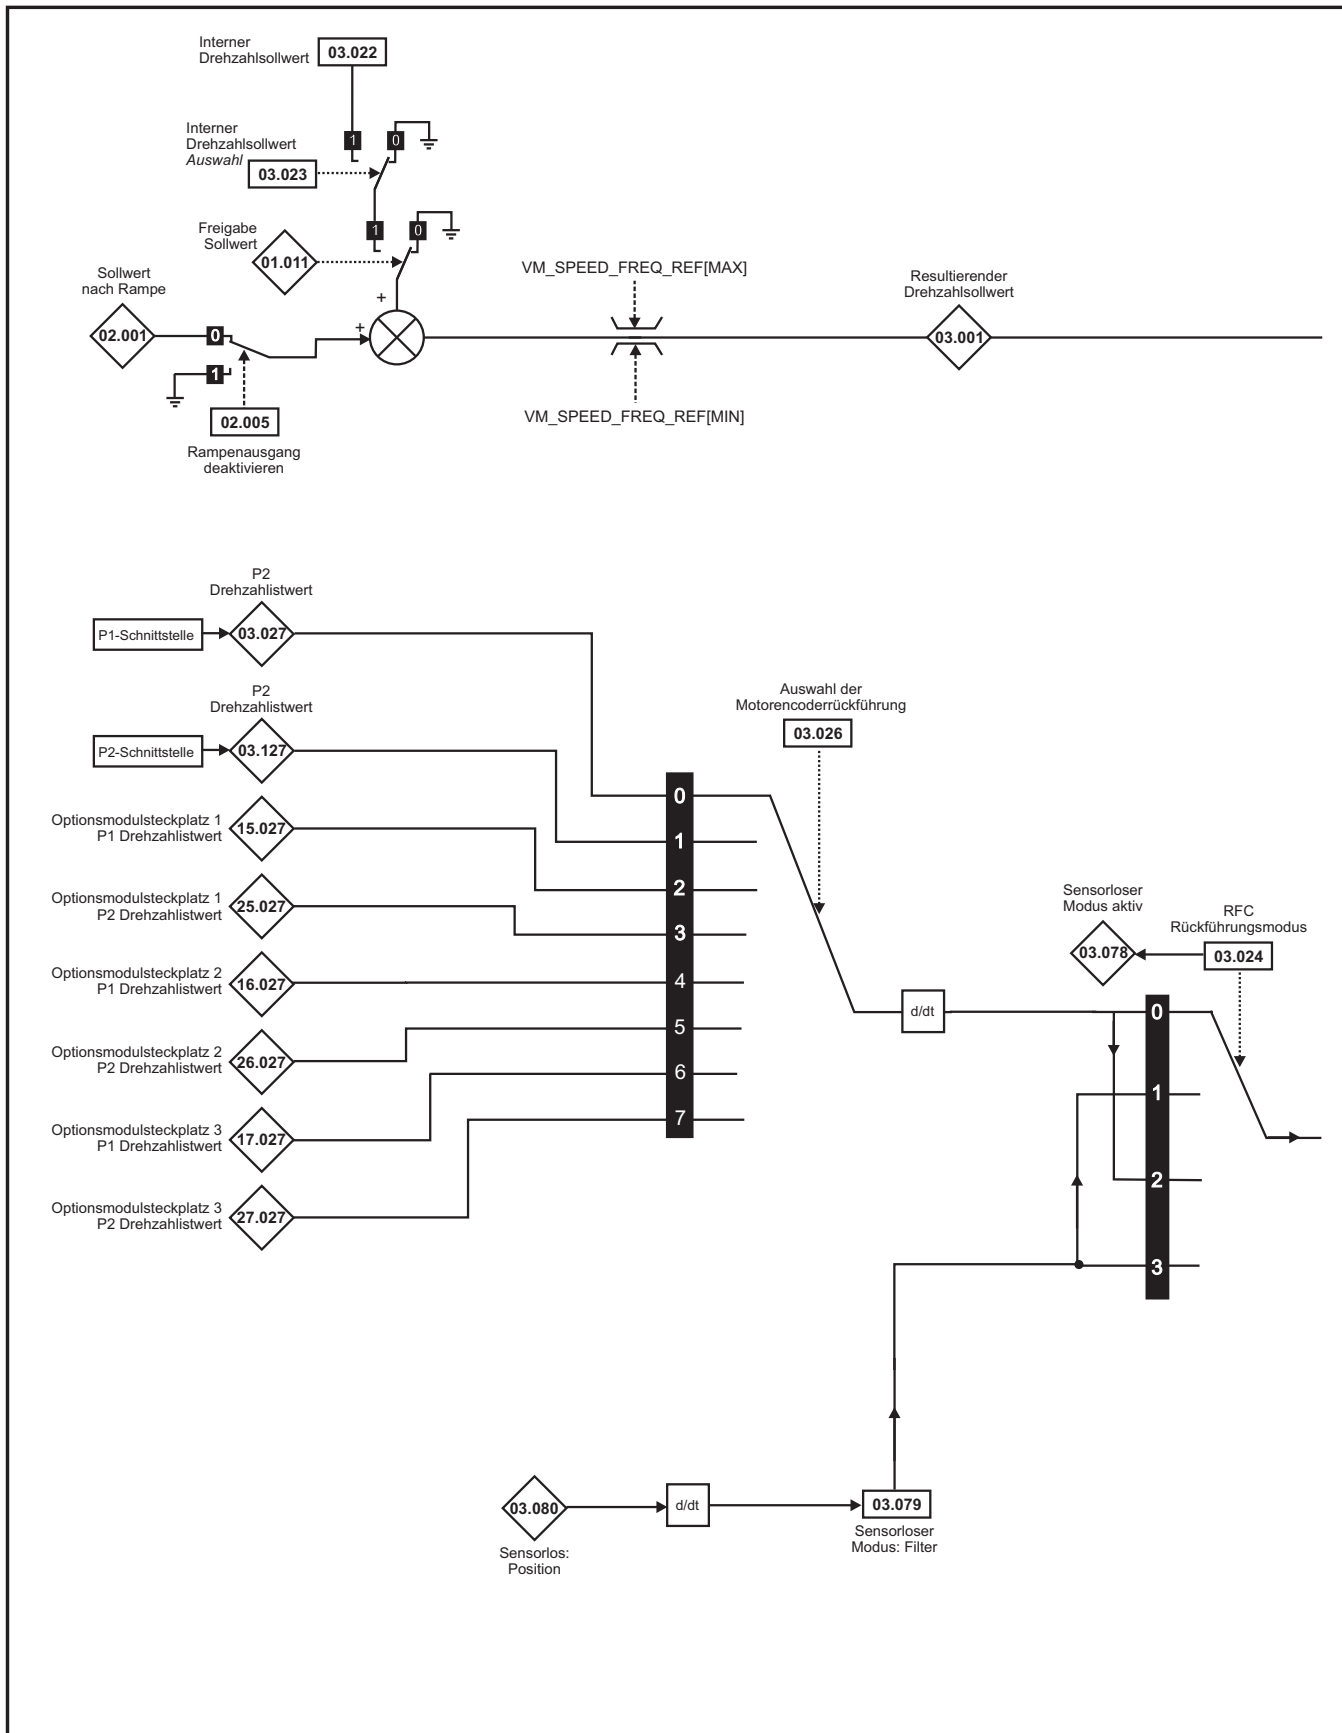 Interner
Drehzahlsollwert
03.022
1
0
Interner
Drehzahlsollwert
Auswahl
03.023
1
0
Freigabe
Sollwert
01.011
+
+
Sollwert
nach Rampe
02.001
0
1
02.005
Rampenausgang
deaktivieren
VM_SPEED_FREQ_REF[MAX]
VM_SPEED_FREQ_REF[MIN]
Resultierender
Drehzahlsollwert
03.001
P2
Drehzahlistwert
P1-Schnittstelle
03.027
P2
Drehzahlistwert
P2-Schnittstelle
03.127
Optionsmodulsteckplatz 1
P1 Drehzahlistwert
15.027
Optionsmodulsteckplatz 1
P2 Drehzahlistwert
25.027
Optionsmodulsteckplatz 2
P1 Drehzahlistwert
16.027
Optionsmodulsteckplatz 2
P2 Drehzahlistwert
26.027
Optionsmodulsteckplatz 3
P1 Drehzahlistwert
17.027
Optionsmodulsteckplatz 3
P2 Drehzahlistwert
27.027
0
1
2
3
4
5
6
7
Auswahl der
Motorencoderrückführung
03.026
d/dt
Sensorloser
Modus aktiv
03.078
RFC
Rückführungsmodus
03.024
0
1
2
3
03.080
Sensorlos:
Position
d/dt
03.079
Sensorloser
Modus: Filter